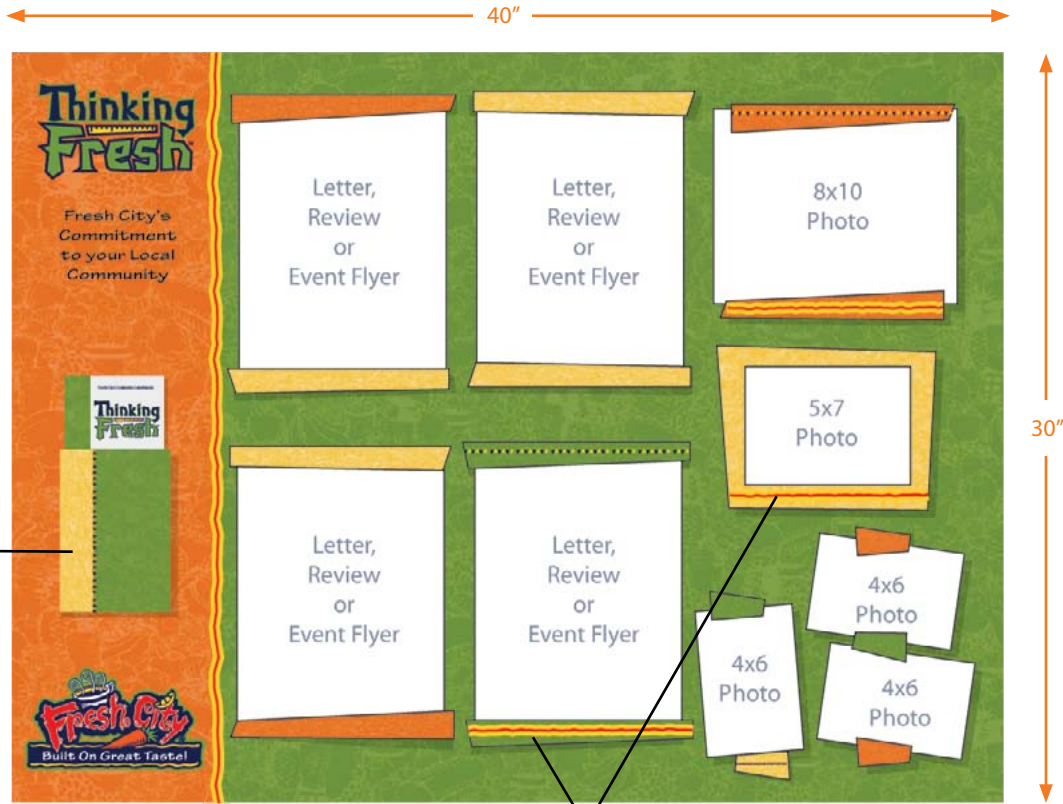 40”
Thinking
Fresh
Fresh City's
Commitment
to your Local
Community
Thinking
Fresh
Fresh City
Built On Great Taste!
Letter,
Review
or
Event Flyer
Letter,
Review
or
Event Flyer
8x10
Photo
5x7
Photo
30”
Letter,
Review
or
Event Flyer
Letter,
Review
or
Event Flyer
4x6
Photo
4x6
Photo
4x6
Photo